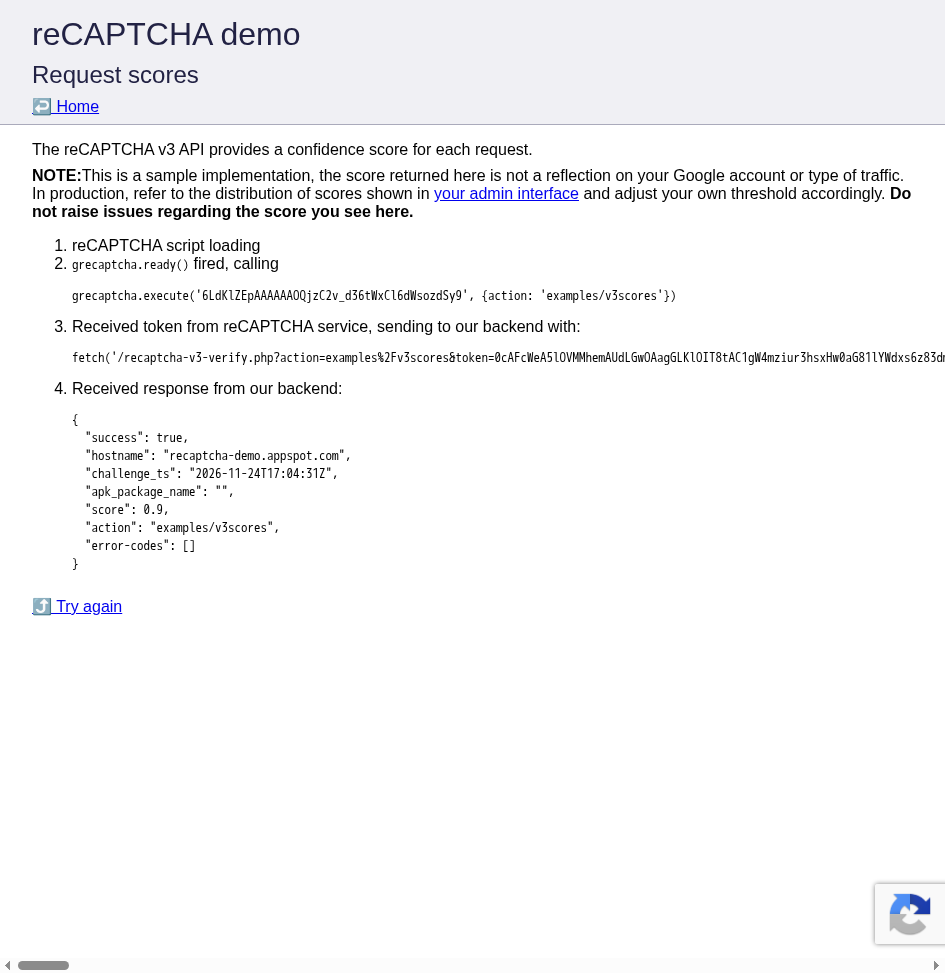 reCAPTCHA demo
Request scores
↩️ Home
The reCAPTCHA v3 API provides a confidence score for each request.
NOTE:This is a sample implementation, the score returned here is not a reflection on your Google account or type of traffic.
In production, refer to the distribution of scores shown in your admin interface and adjust your own threshold accordingly. Do
not raise issues regarding the score you see here.
1. reCAPTCHA script loading
2. grecaptcha.ready() fired, calling
grecaptcha.execute('6LdKlZEpAAAAAAOQjzC2v_d36tWxCl6dWsozdSy9', {action: 'examples/v3scores'})
3. Received token from reCAPTCHA service, sending to our backend with:
fetch('/recaptcha-v3-verify.php?action=examples%2Fv3scores&token=0cAFcWeA5lOVMMhemAUdLGwOAagGLKlOIT8tAC1gW4mziur3hsxHw0aG81lYWdxs6z83d
4. Received response from our backend:
{
"success": true,
"hostname": "recaptcha-demo.appspot.com",
"challenge_ts": "2026-11-24T17:04:31Z",
"apk_package_name": "",
"score": 0.9,
"action": "examples/v3scores",
"error-codes": []
}
⤴️ Try again